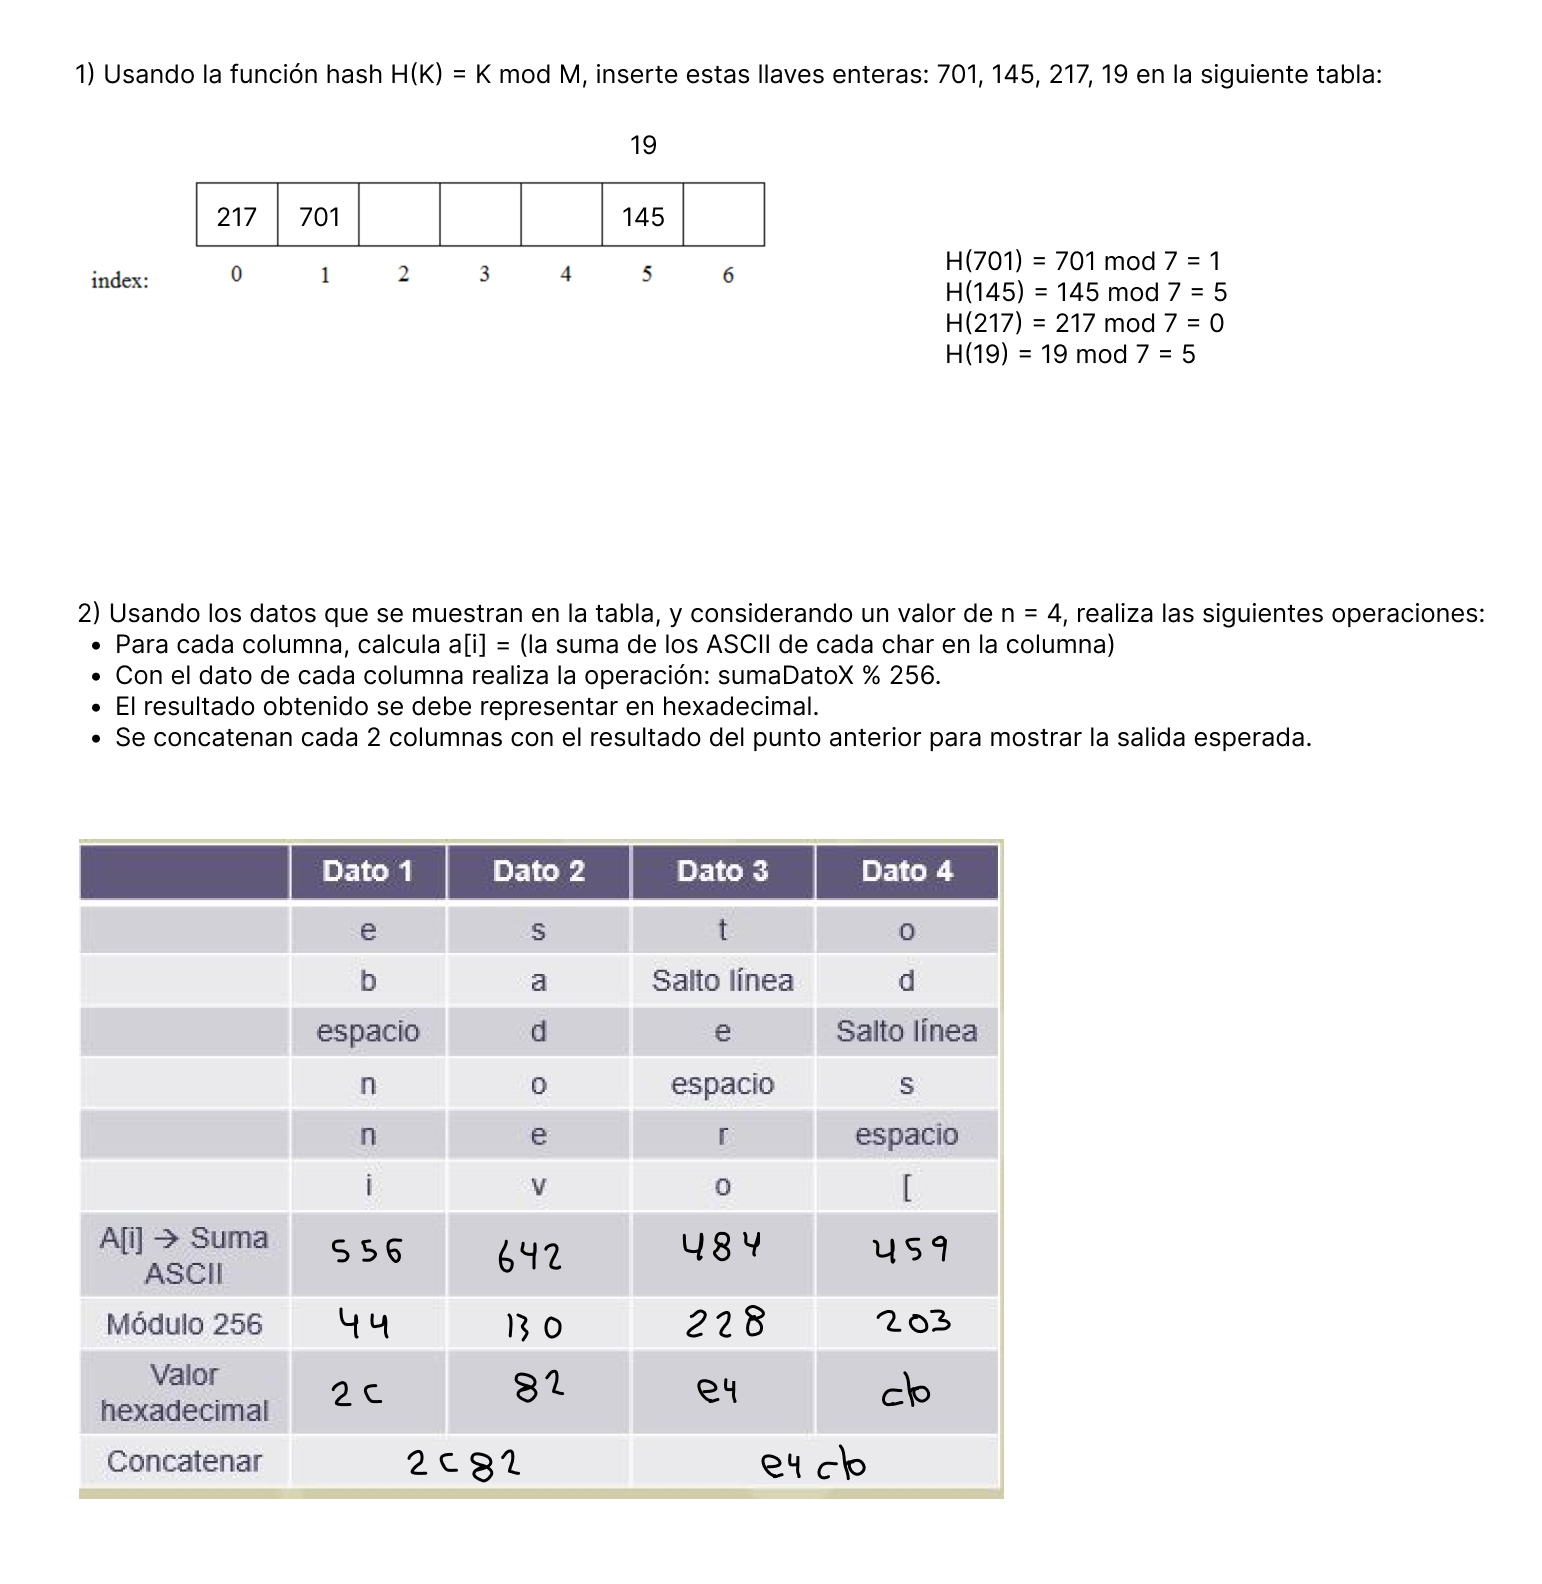 1) Usando la función hash H(K) = K mod M, inserte estas llaves enteras: 701, 145, 217, 19 en la siguiente tabla:
19
217 701 145
index: 0 1 2 3 4 5 6
H(701) = 701 mod 7 = 1
H(145) = 145 mod 7 = 5
H(217) = 217 mod 7 = 0
H(19) = 19 mod 7 = 5
2) Usando los datos que se muestran en la tabla, y considerando un valor de n = 4, realiza las siguientes operaciones:
• Para cada columna, calcula a[i] = (la suma de los ASCII de cada char en la columna)
• Con el dato de cada columna realiza la operación: sumaDatoX % 256.
• El resultado obtenido se debe representar en hexadecimal.
• Se concatenan cada 2 columnas con el resultado del punto anterior para mostrar la salida esperada.
Dato 1 Dato 2 Dato 3 Dato 4
e s t o
b a Salto línea d
espacio d e Salto línea
n o espacio s
n e r espacio
i v o [
A[i] → Suma
ASCII 556 642 484 459
Módulo 256 44 130 228 203
Valor
hexadecimal 2c 82 e4 cb
Concatenar 2c82 e4cb